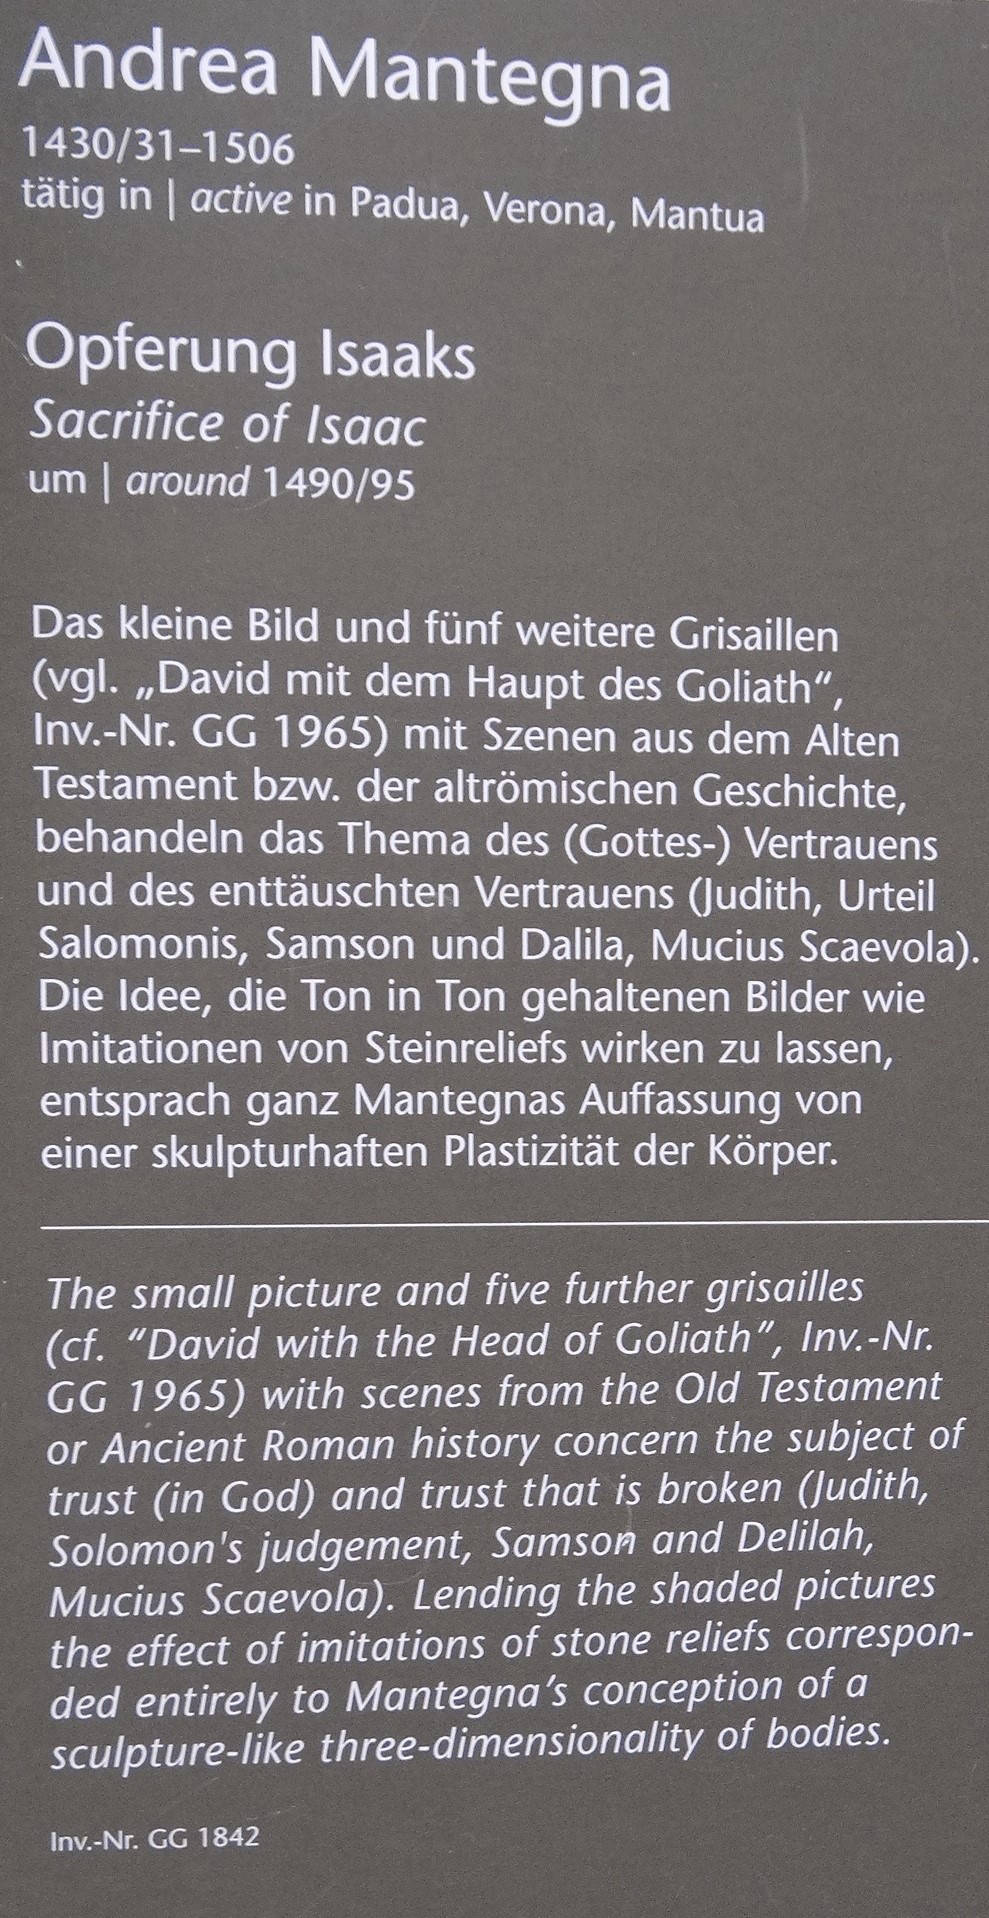 Andrea Mantegna
1430/31–1506
tätig in | active in Padua, Verona, Mantua
Opferung Isaaks
Sacrifice of Isaac
um | around 1490/95
Das kleine Bild und fünf weitere Grisaillen
(vgl. „David mit dem Haupt des Goliath“,
Inv.-Nr. GG 1965) mit Szenen aus dem Alten
Testament bzw. der altrömischen Geschichte,
behandeln das Thema des (Gottes-) Vertrauens
und des enttäuschten Vertrauens (Judith, Urteil
Salomonis, Samson und Dalila, Mucius Scaevola).
Die Idee, die Ton in Ton gehaltenen Bilder wie
Imitationen von Steinreliefs wirken zu lassen,
entsprach ganz Mantegnas Auffassung von
einer skulpturhaften Plastizität der Körper.
The small picture and five further grisailles
(cf. “David with the Head of Goliath”, Inv.-Nr.
GG 1965) with scenes from the Old Testament
or Ancient Roman history concern the subject of
trust (in God) and trust that is broken (Judith,
Solomon's judgement, Samson and Delilah,
Mucius Scaevola). Lending the shaded pictures
the effect of imitations of stone reliefs correspon-
ded entirely to Mantegna’s conception of a
sculpture-like three-dimensionality of bodies.
Inv.-Nr. GG 1842